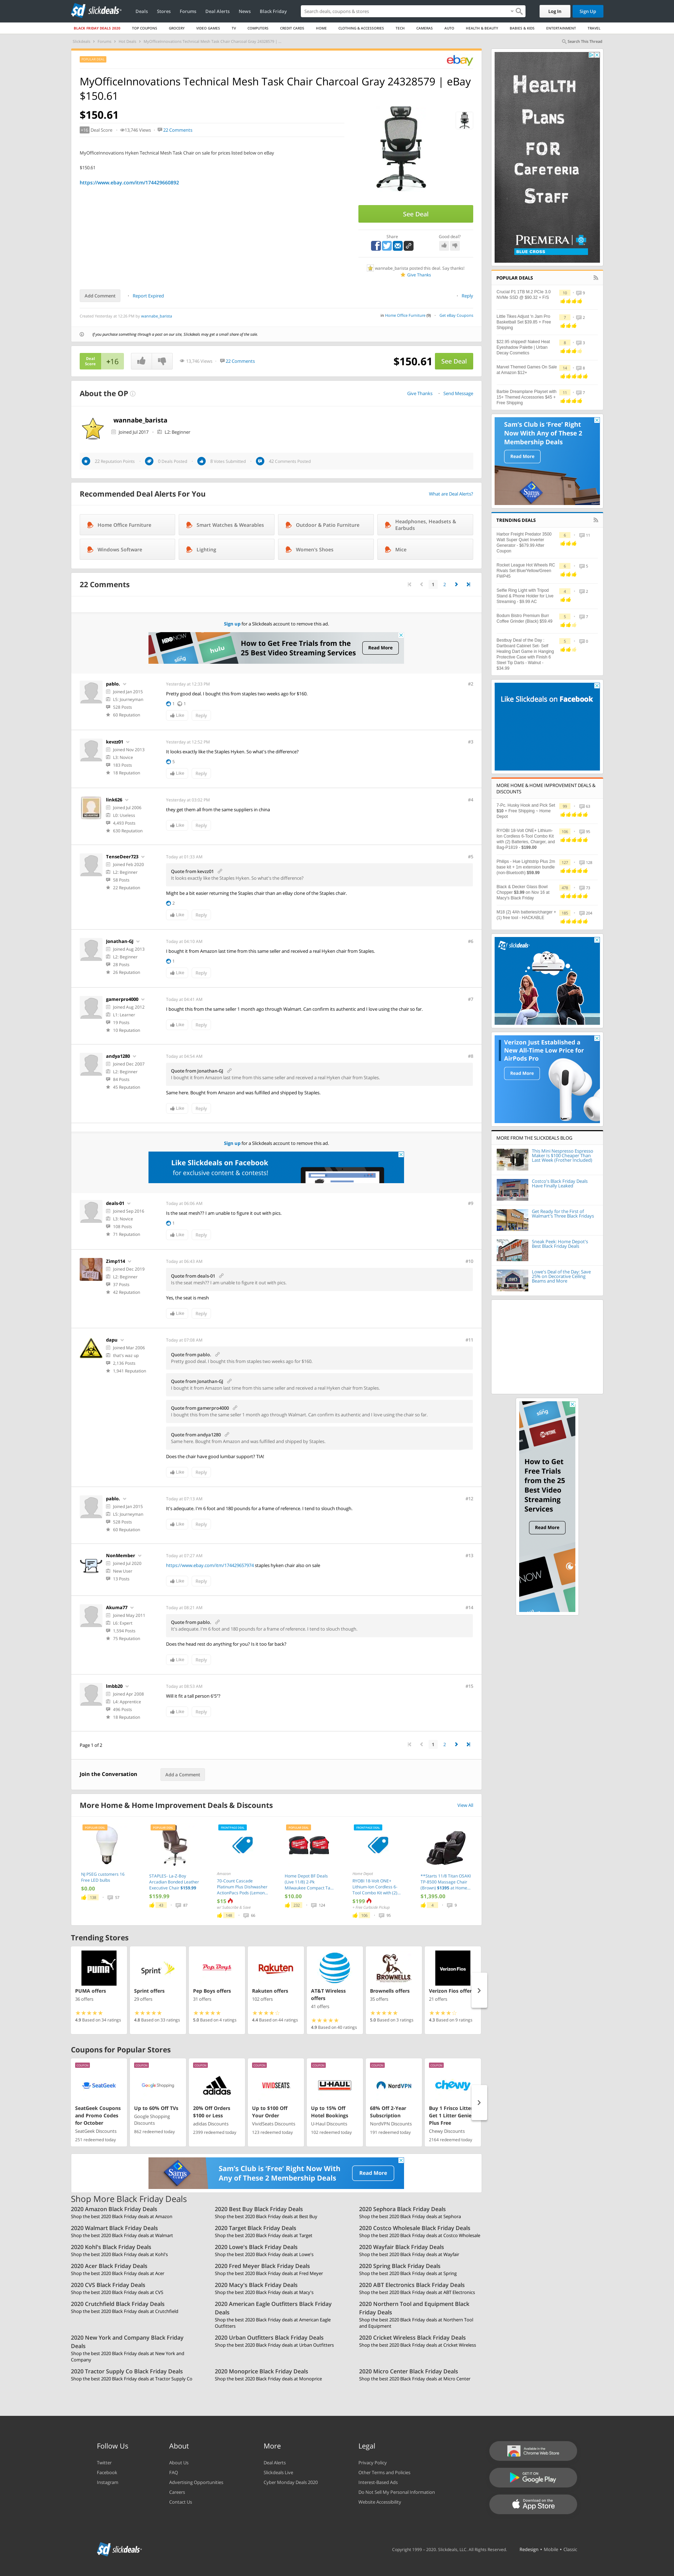 slickdeals
Deals Stores Forums Deal Alerts News Black Friday
Search deals, coupons & stores
Log In Sign Up
BLACK FRIDAY DEALS 2020 TOP COUPONS GROCERY VIDEO GAMES TV COMPUTERS CREDIT CARDS HOME CLOTHING & ACCESSORIES TECH CAMERAS AUTO HEALTH & BEAUTY BABIES & KIDS ENTERTAINMENT TRAVEL
Search This Thread
ebay
MyOfficeInnovations Technical Mesh Task Chair Charcoal Gray 24328579 | eBay
$150.61
$150.61
+16 Deal Score 13,746 Views 22 Comments
MyOfficeInnovations Hyken Technical Mesh Task Chair on sale for prices listed below on eBay
$150.61
https://www.ebay.com/itm/174429660892
See Deal
Share Good deal?
wannabe_barista posted this deal. Say thanks!
Give Thanks
Add Comment Report Expired Reply
Created Yesterday at 12:26 PM by wannabe_barista
in Home Office Furniture (9) Get eBay Coupons
If you purchase something through a post on our site, Slickdeals may get a small share of the sale.
Deal Score +16 13,746 Views 22 Comments $150.61 See Deal
About the OP
Give Thanks Send Message
wannabe_barista
Joined Jul 2017 L2: Beginner
22 Reputation Points 6 Deals Posted 8 Votes Submitted 42 Comments Posted
Recommended Deal Alerts For You
What are Deal Alerts?
Home Office Furniture
Smart Watches & Wearables
Outdoor & Patio Furniture
Headphones, Headsets & Earbuds
Windows Software
Lighting
Women's Shoes
Mice
22 Comments
1 2
Sign up for a Slickdeals account to remove this ad.
How to Get Free Trials from the
25 Best Video Streaming Services
Read More
pablo.
Joined Jan 2013
L5: Journeyman
528 Posts
60 Reputation
Yesterday at 12:33 PM #2
Pretty good deal. I bought this from staples two weeks ago for $160.
1 1
Like Reply
kevzz01
Joined Nov 2013
L3: Novice
183 Posts
18 Reputation
Yesterday at 12:52 PM #3
It looks exactly like the Staples Hyken. So what's the difference?
5
Like Reply
link626
Joined Jul 2006
L0: Useless
4,493 Posts
630 Reputation
Yesterday at 03:02 PM #4
they get them all from the same suppliers in china
Like Reply
TenseDeer723
Joined Feb 2020
L2: Beginner
58 Posts
22 Reputation
Today at 01:33 AM #5
Quote from kevzz01
It looks exactly like the Staples Hyken. So what's the difference?
Might be a bit easier returning the Staples chair than an eBay clone of the Staples chair.
2
Like Reply
Jonathan-GJ
Joined Aug 2013
L2: Beginner
28 Posts
26 Reputation
Today at 04:10 AM #6
I bought it from Amazon last time from this same seller and received a real Hyken chair from Staples.
1
Like Reply
gamerpro4000
Joined Aug 2012
L1: Learner
19 Posts
10 Reputation
Today at 04:41 AM #7
I bought this from the same seller 1 month ago through Walmart. Can confirm its authentic and I love using the chair so far.
Like Reply
andya1280
Joined Dec 2007
L2: Beginner
84 Posts
45 Reputation
Today at 04:54 AM #8
Quote from Jonathan-GJ
I bought it from Amazon last time from this same seller and received a real Hyken chair from Staples.
Same here. Bought from Amazon and was fulfilled and shipped by Staples.
Like Reply
Sign up for a Slickdeals account to remove this ad.
Like Slickdeals on Facebook
for exclusive content & contests!
deals-01
Joined Sep 2016
L3: Novice
108 Posts
71 Reputation
Today at 06:06 AM #9
Is the seat mesh?? I am unable to figure it out with pics.
1
Like Reply
Zimp114
Joined Dec 2019
L2: Beginner
37 Posts
42 Reputation
Today at 06:43 AM #10
Quote from deals-01
Is the seat mesh?? I am unable to figure it out with pics
Yes, the seat is mesh
Like Reply
dapu
Joined Mar 2006
that's wac up
2,136 Posts
1,941 Reputation
Today at 07:08 AM #11
Quote from pablo.
Pretty good deal. I bought this from staples two weeks ago for $160
Quote from Jonathan-GJ
I bought it from Amazon last time from this same seller and received a real Hyken chair from Staples.
Quote from gamerpro4000
I bought this from the same seller 1 month ago through Walmart. Can confirm its authentic and I love using the chair so far.
Quote from andya1280
Same here. Bought from Amazon and was fulfilled and shipped by Staples.
Does the chair have good lumbar support? TIA!
Like Reply
pablo.
Joined Jan 2013
L5: Journeyman
528 Posts
60 Reputation
Today at 07:13 AM #12
It's adequate. I'm 6 foot and 180 pounds for a frame of reference. I tend to slouch though.
Like Reply
NonMember
Joined Jul 2020
New User
13 Posts
Today at 07:27 AM #13
https://www.ebay.com/itm/174429657974 staples hyken chair also on sale
Like Reply
Akuma77
Joined May 2011
L6: Expert
1,594 Posts
75 Reputation
Today at 08:21 AM #14
Quote from pablo.
It's adequate. I'm 6 foot and 180 pounds for a frame of reference. I tend to slouch though.
Does the head rest do anything for you? Is it too far back?
Like Reply
lmbb20
Joined Apr 2008
L4: Apprentice
496 Posts
18 Reputation
Today at 08:53 AM #15
Will it fit a tall person 6'5"?
Like Reply
Page 1 of 2
1 2
Join the Conversation Add a Comment
More Home & Home Improvement Deals & Discounts
View All
NJ PSEG customers 16 Free LED bulbs
$0.00
STAPLES- La-Z-Boy Arcadian Bonded Leather Executive Chair $159.99
$159.99
70-Count Cascade Platinum Plus Dishwasher ActionPacs Pods (Lemon...
$15
Home Depot BF Deals (Live 11/8) 2-Pk Milwaukee Compact Ta...
$10.00
Home Depot
RYOBI 18-Volt ONE+ Lithium-Ion Cordless 6-Tool Combo Kit with (2)...
$199
**Starts 11/8 Titan OSAKI TP-8500 Massage Chair (Brown) $1395 at Home...
$1,395.00
Trending Stores
PUMA offers
36 offers
4.9 Based on 34 ratings
Sprint offers
29 offers
4.8 Based on 33 ratings
Pep Boys offers
31 offers
5.0 Based on 4 ratings
Rakuten offers
102 offers
4.4 Based on 44 ratings
AT&T Wireless offers
41 offers
4.9 Based on 46 ratings
Brownells offers
35 offers
5.0 Based on 3 ratings
Verizon Fios offers
21 offers
4.3 Based on 9 ratings
Coupons for Popular Stores
SeatGeek Coupons and Promo Codes for October
SeatGeek Discounts
251 redeemed today
Up to 60% Off TVs
Google Shopping Discounts
862 redeemed today
20% Off Orders $100 or Less
adidas Discounts
2399 redeemed today
Up to $100 Off Your Order
VividSeats Discounts
123 redeemed today
Up to 15% Off Hotel Bookings
U-Haul Discounts
102 redeemed today
68% Off 2-Year Subscription
NordVPN Discounts
191 redeemed today
Buy 1 Frisco Litter, Get 1 Litter Genie Plus Free
Chewy Discounts
2164 redeemed today
Sam's Club is 'Free' Right Now With
Any of These 2 Membership Deals
Read More
Shop More Black Friday Deals
2020 Amazon Black Friday Deals
Shop the best 2020 Black Friday deals at Amazon
2020 Best Buy Black Friday Deals
Shop the best 2020 Black Friday deals at Best Buy
2020 Sephora Black Friday Deals
Shop the best 2020 Black Friday deals at Sephora
2020 Walmart Black Friday Deals
Shop the best 2020 Black Friday deals at Walmart
2020 Target Black Friday Deals
Shop the best 2020 Black Friday deals at Target
2020 Costco Wholesale Black Friday Deals
Shop the best 2020 Black Friday deals at Costco Wholesale
2020 Kohl's Black Friday Deals
Shop the best 2020 Black Friday deals at Kohl's
2020 Lowe's Black Friday Deals
Shop the best 2020 Black Friday deals at Lowe's
2020 Wayfair Black Friday Deals
Shop the best 2020 Black Friday deals at Wayfair
2020 Acer Black Friday Deals
Shop the best 2020 Black Friday deals at Acer
2020 Fred Meyer Black Friday Deals
Shop the best 2020 Black Friday deals at Fred Meyer
2020 Spring Black Friday Deals
Shop the best 2020 Black Friday deals at Spring
2020 CVS Black Friday Deals
Shop the best 2020 Black Friday deals at CVS
2020 Macy's Black Friday Deals
Shop the best 2020 Black Friday deals at Macy's
2020 ABT Electronics Black Friday Deals
Shop the best 2020 Black Friday deals at ABT Electronics
2020 Crutchfield Black Friday Deals
Shop the best 2020 Black Friday deals at Crutchfield
2020 American Eagle Outfitters Black Friday Deals
Shop the best 2020 Black Friday deals at American Eagle Outfitters
2020 Northern Tool and Equipment Black Friday Deals
Shop the best 2020 Black Friday deals at Northern Tool and Equipment
2020 New York and Company Black Friday Deals
Shop the best 2020 Black Friday deals at New York and Company
2020 Urban Outfitters Black Friday Deals
Shop the best 2020 Black Friday deals at Urban Outfitters
2020 Cricket Wireless Black Friday Deals
Shop the best 2020 Black Friday deals at Cricket Wireless
2020 Tractor Supply Co Black Friday Deals
Shop the best 2020 Black Friday deals at Tractor Supply Co
2020 Monoprice Black Friday Deals
Shop the best 2020 Black Friday deals at Monoprice
2020 Micro Center Black Friday Deals
Shop the best 2020 Black Friday deals at Micro Center
HEALTH
PLANS
FOR
CAFETERIA
STAFF
PREMERA
BLUE CROSS
POPULAR DEALS
Crucial P1 1TB M.2 PCIe 3.0 NVMe SSD @ $90.32 + F/S
Little Tikes Adjust 'n Jam Pro Basketball Set $39.85 + Free Shipping
$22.95 shipped! Naked Heat Eyeshadow Palette | Urban Decay Cosmetics
Marvel Themed Games On Sale at Amazon $12+
Barbie Dreamplane Playset with 15+ Themed Accessories $45 + Free Shipping
Sam's Club is 'Free' Right
Now With Any of These 2
Membership Deals
Read More
TRENDING DEALS
Harbor Freight Predator 3500 Watt Super Quiet Inverter Generator - $679.99 After Coupon
Rocket League Hot Wheels RC Rivals Set Blue/Yellow/Green FWF45
Selfie Ring Light with Tripod Stand & Phone Holder for Live Streaming - $9.99 AC
Bodum Bistro Premium Burr Coffee Grinder (Black) $59.49
Bestbuy Deal of the Day: Dartboard Cabinet Set- Self Healing Dart Game w Hanging Protective Case with Finish 6 Steel Tip Darts - Walnut - $34.99
Like Slickdeals on Facebook
MORE HOME & HOME IMPROVEMENT DEALS & DISCOUNTS
7-Pc. Husky Hook and Pick Set $10 + Free Shipping ~ Home Depot
RYOBI 18-Volt ONE+ Lithium-Ion Cordless 6-Tool Combo Kit with (2) Batteries, Charger, and Bag-P1819 - $199.00
Philips - Hue Lightstrip Plus 2m base kit + 1m extension bundle (non-Bluetooth) $59.99
Black & Decker Glass Bowl Chopper $3.99 on Nov 16 at Macy's Black Friday
M18 (2) 4Ah batteries/charger + (1) free tool - HACKABLE
slickdeals
Verizon Just Established a
New All-Time Low Price for
AirPods Pro
Read More
MORE FROM THE SLICKDEALS BLOG
This Mini Nespresso Espresso Maker Is $100 Cheaper Than Last Week (Frother Included)
Costco's Black Friday Deals Have Finally Leaked
Get Ready for the First of Walmart's Three Black Fridays
Sneak Peek: Home Depot's Best Black Friday Deals
Lowe's Deal of the Day: Save 25% on Decorative Ceiling Beams and More
How to Get
Free Trials
from the 25
Best Video
Streaming
Services
Read More
Follow Us
Twitter
Facebook
Instagram
About
About Us
FAQ
Advertising Opportunities
Careers
Contact Us
More
Deal Alerts
Slickdeals Live
Cyber Monday Deals 2020
Legal
Privacy Policy
Other Terms and Policies
Interest-Based Ads
Do Not Sell My Personal Information
Website Accessibility
Available in the Chrome Web Store
GET IT ON Google Play
Download on the App Store
slickdeals
Copyright 1999 - 2020. Slickdeals, LLC. All Rights Reserved.
Redesign • Mobile • Classic